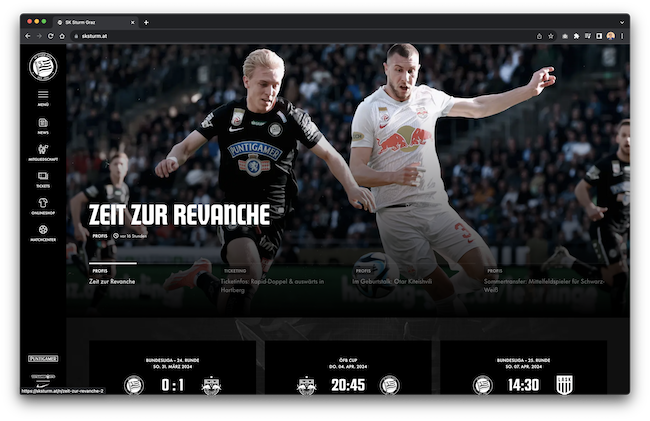 SK Sturm Graz
sksturm.at
MENÜ
NEWS
MITGLIEDSCHAFT
TICKETS
ONLINESHOP
MATCHCENTER
PUNTIGAMER
PUNTIGAMER
ZEIT ZUR REVANCHE
PROFIS vor 16 Stunden
PROFIS
Zeit zur Revanche
TICKETING
Ticketinfos: Rapid-Doppel & auswärts in
Hartberg
PROFIS
Im Geburtstalk: Otar Kiteishvili
PROFIS
Sommertransfer: Mittelfeldspieler für Schwarz-
Weiß!
BUNDESLIGA - 24. RUNDE
SO. 31. MÄRZ 2024
0 : 1
ÖFB CUP
DO. 04. APR. 2024
20:45
BUNDESLIGA - 25. RUNDE
SO. 07. APR. 2024
14:30
https://sksturm.at/n/zeit-zur-revanche-2